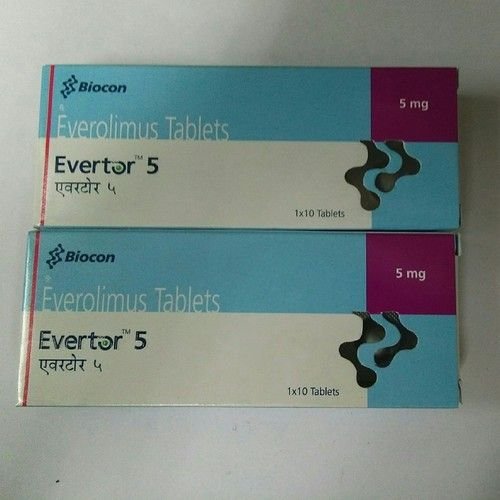 Biocon
5 mg
Everolimus Tablets
Evertor™ 5
एवरटोर ५
1x10 Tablets
Biocon
5 mg
Everolimus Tablets
Evertor™ 5
एवरटोर ५
1x10 Tablets